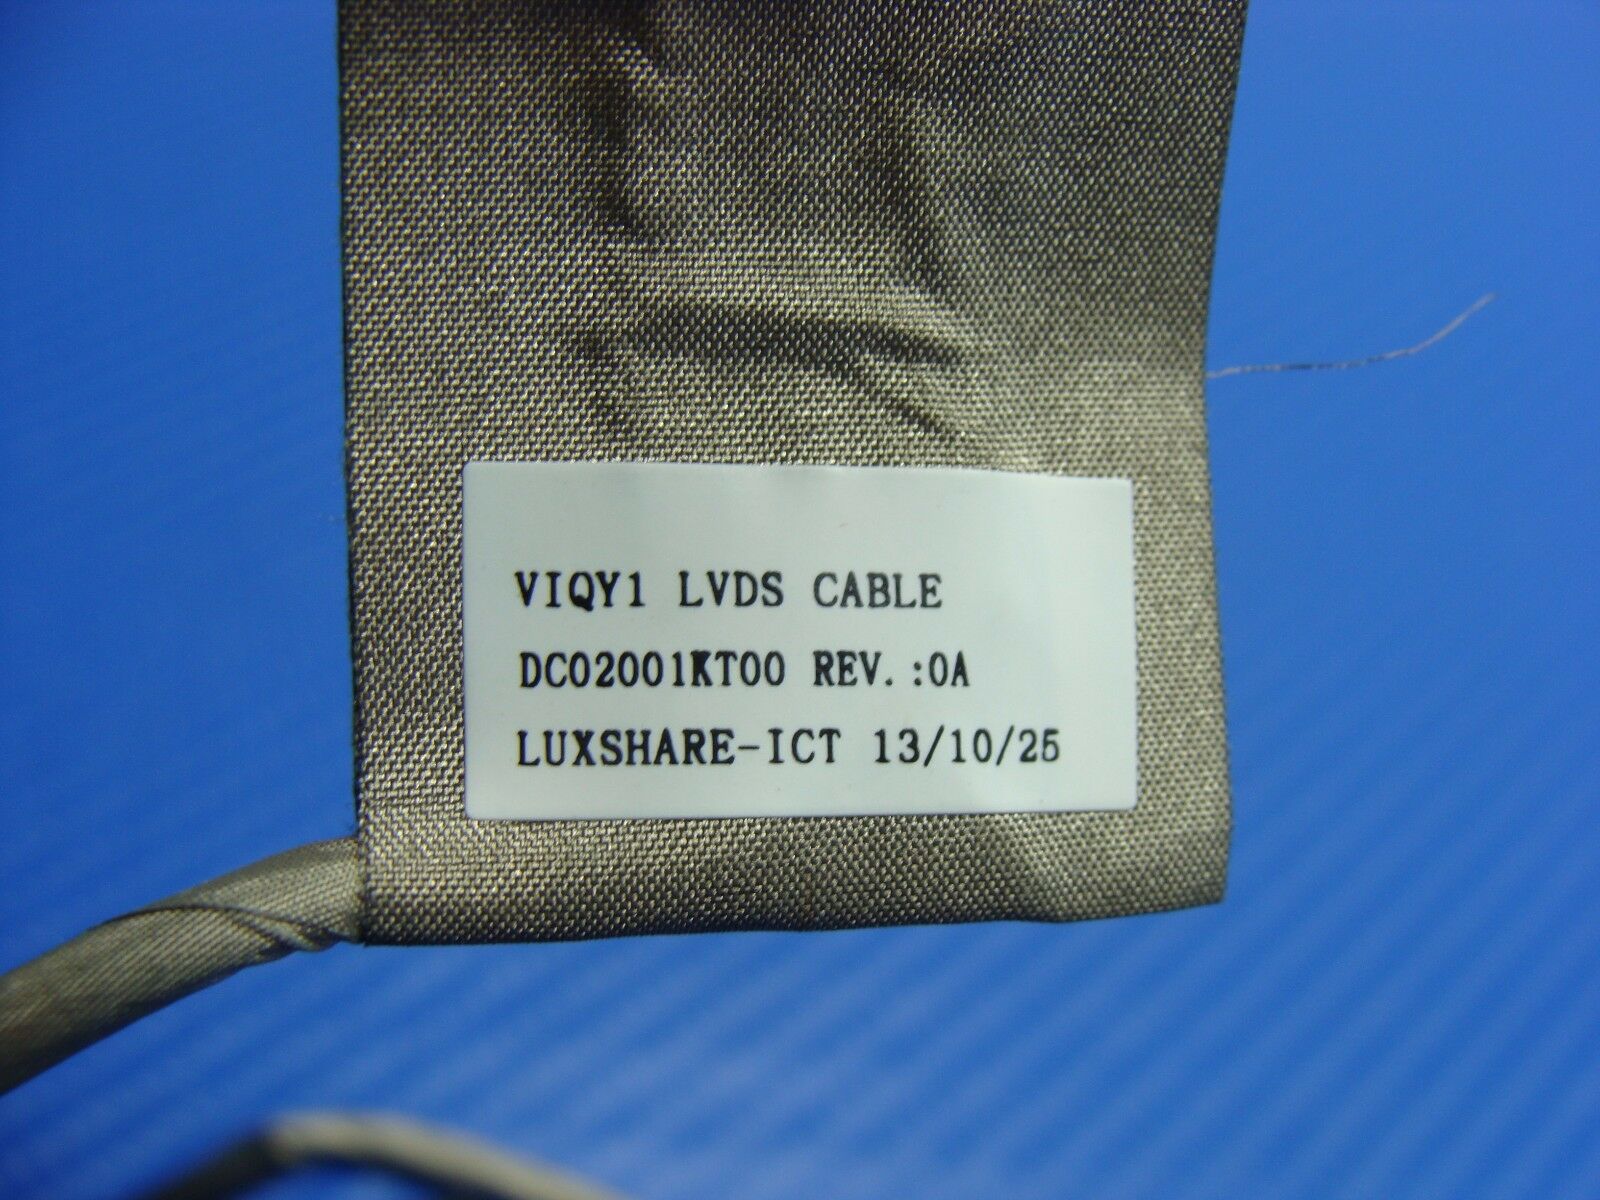 VIQY1 LVDS CABLE
DC02001KT00 REV.:0A
LUXSHARE-ICT 13/10/25